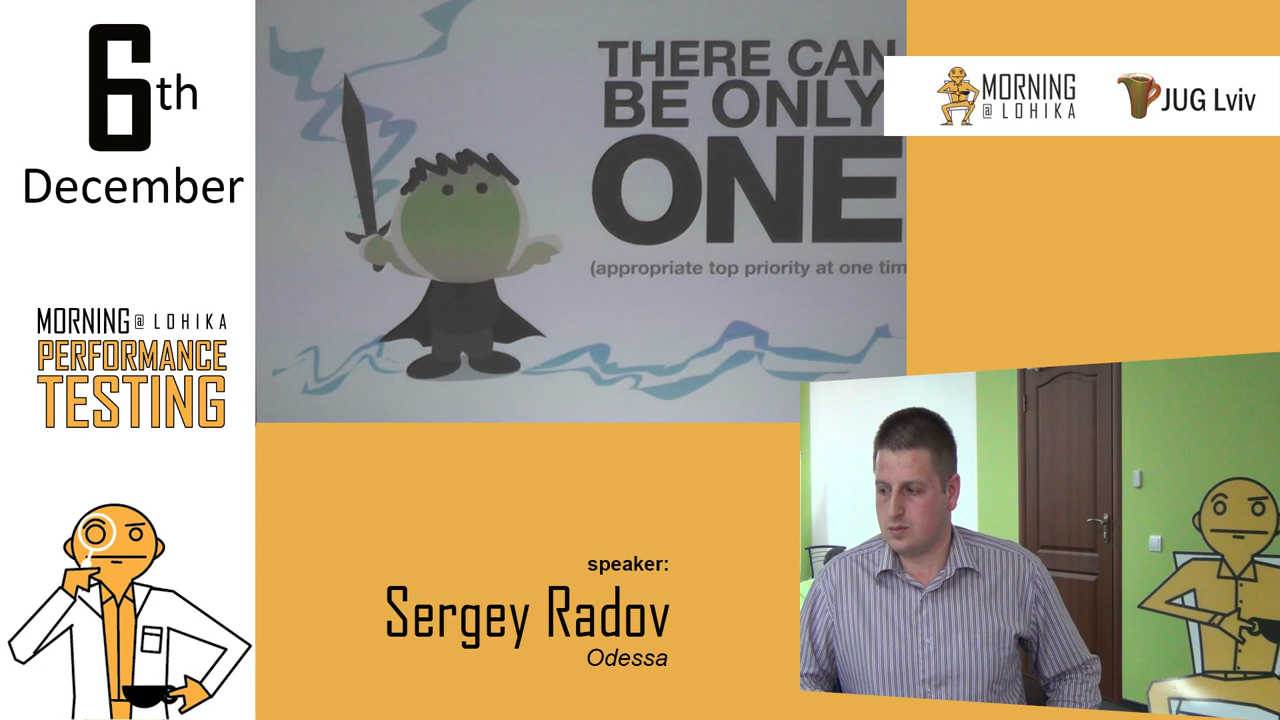 6th
December
MORNING @ LOHIKA
PERFORMANCE
TESTING
THERE CAN
BE ONLY
ONE
(appropriate top priority at one tim
MORNING
@ LOHIKA
JUG Lviv
speaker:
Sergey Radov
Odessa